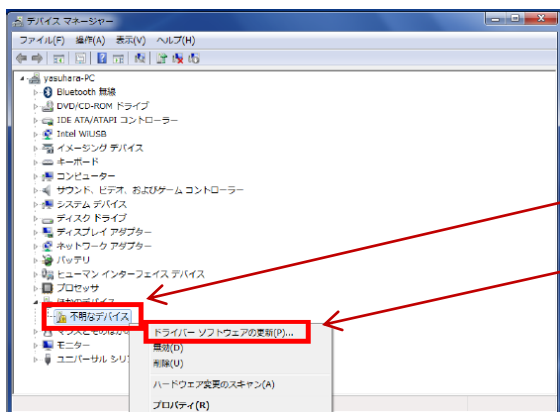 デバイス マネージャー
ファイル(F) 操作(A) 表示(V) ヘルプ(H)
yasuhara-PC
Bluetooth 無線
DVD/CD-ROM ドライブ
IDE ATA/ATAPI コントローラー
Intel WiUSB
イメージング デバイス
キーボード
コンピューター
サウンド、ビデオ、およびゲーム コントローラー
システム デバイス
ディスク ドライブ
ディスプレイ アダプター
ネットワーク アダプター
バッテリ
ヒューマン インターフェイス デバイス
プロセッサ
ほかのデバイス
不明なデバイス
ドライバー ソフトウェアの更新(P)...
マウスとそのほか
無効(D)
モニター
削除(U)
ユニバーサル シリ
ハードウェア変更のスキャン(A)
プロパティ(R)